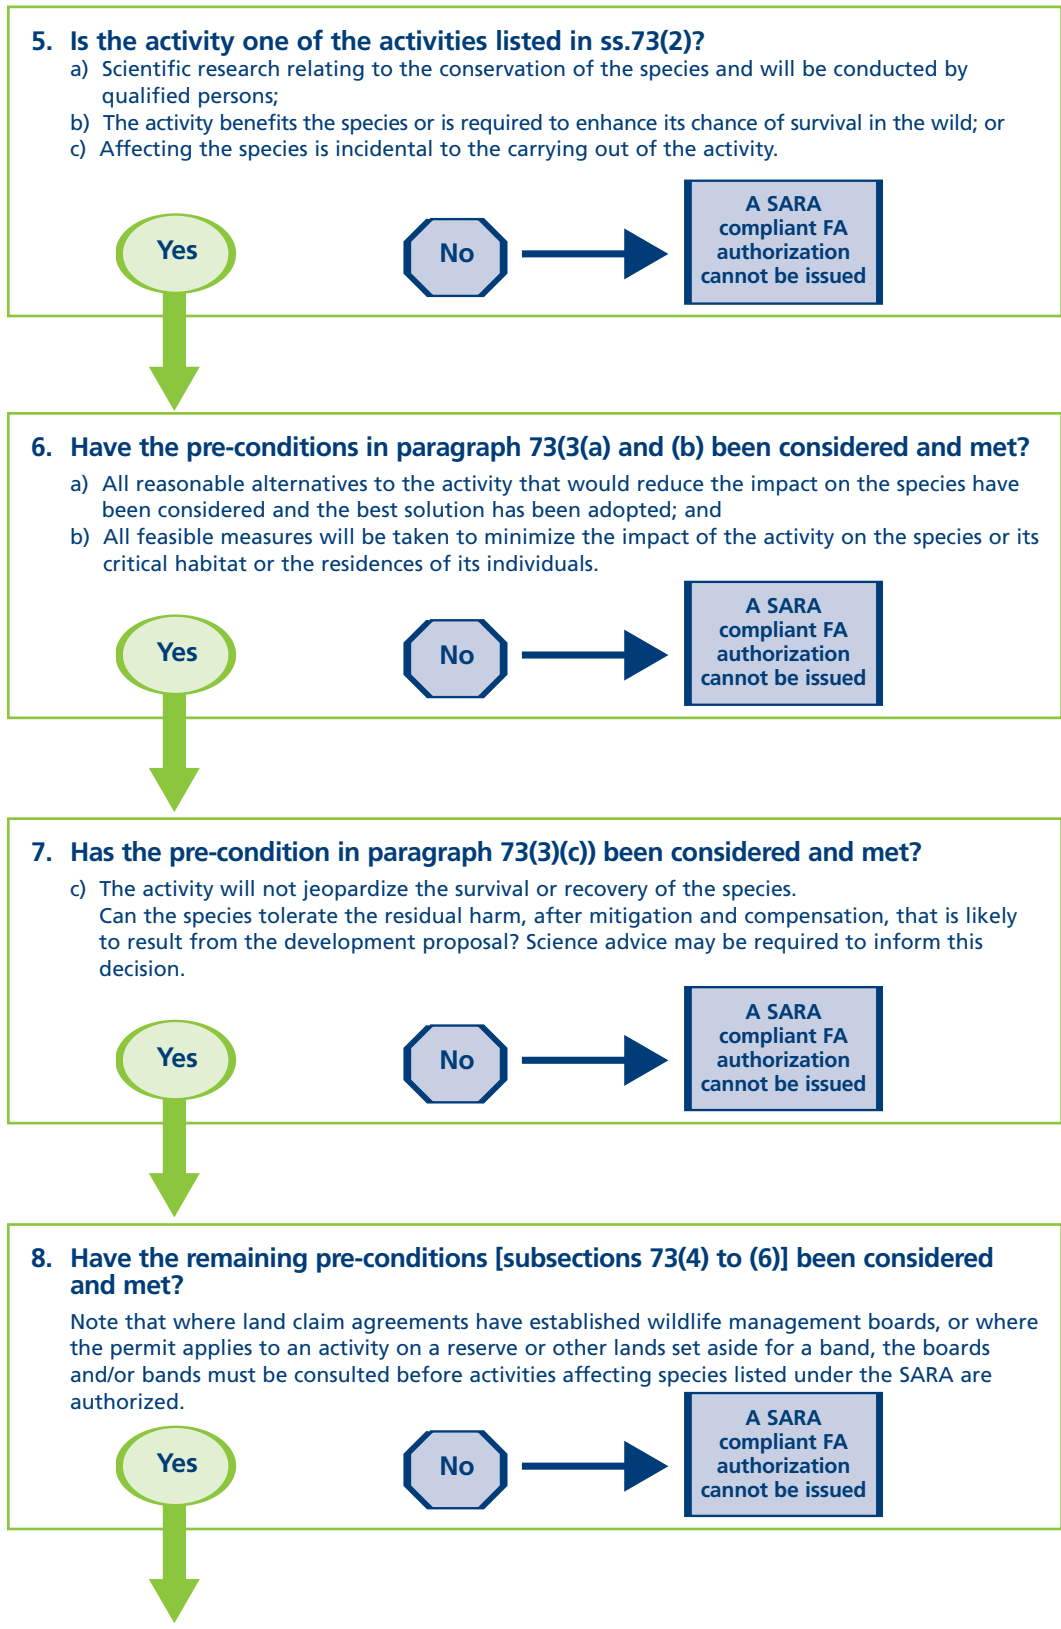 5. Is the activity one of the activities listed in ss.73(2)?
a) Scientific research relating to the conservation of the species and will be conducted by
qualified persons;
b) The activity benefits the species or is required to enhance its chance of survival in the wild; or
c) Affecting the species is incidental to the carrying out of the activity.
Yes
No
A SARA
compliant FA
authorization
cannot be issued
6. Have the pre-conditions in paragraph 73(3(a) and (b) been considered and met?
a) All reasonable alternatives to the activity that would reduce the impact on the species have
been considered and the best solution has been adopted; and
b) All feasible measures will be taken to minimize the impact of the activity on the species or its
critical habitat or the residences of its individuals.
Yes
No
A SARA
compliant FA
authorization
cannot be issued
7. Has the pre-condition in paragraph 73(3)(c)) been considered and met?
c) The activity will not jeopardize the survival or recovery of the species.
Can the species tolerate the residual harm, after mitigation and compensation, that is likely
to result from the development proposal? Science advice may be required to inform this
decision.
Yes
No
A SARA
compliant FA
authorization
cannot be issued
8. Have the remaining pre-conditions [subsections 73(4) to (6)] been considered
and met?
Note that where land claim agreements have established wildlife management boards, or where
the permit applies to an activity on a reserve or other lands set aside for a band, the boards
and/or bands must be consulted before activities affecting species listed under the SARA are
authorized.
Yes
No
A SARA
compliant FA
authorization
cannot be issued